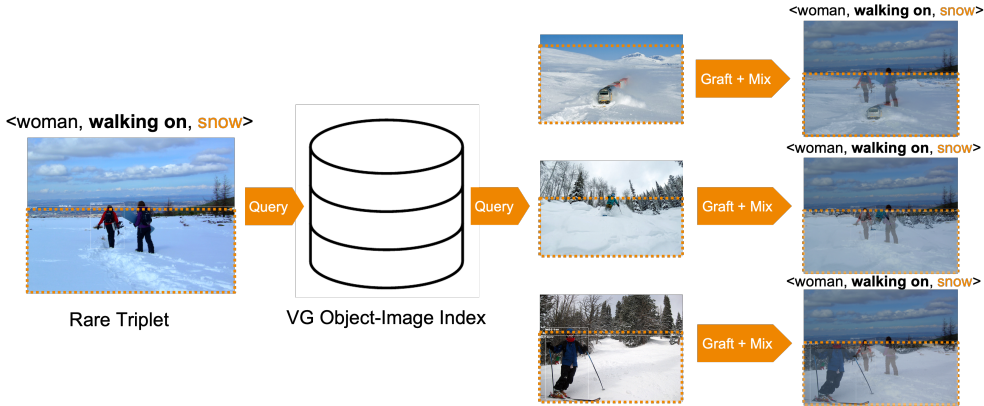 <woman, walking on, snow>
Rare Triplet
Query
VG Object-Image Index
Query
Graft + Mix
<woman, walking on, snow>
Graft + Mix
<woman, walking on, snow>
Graft + Mix
<woman, walking on, snow>